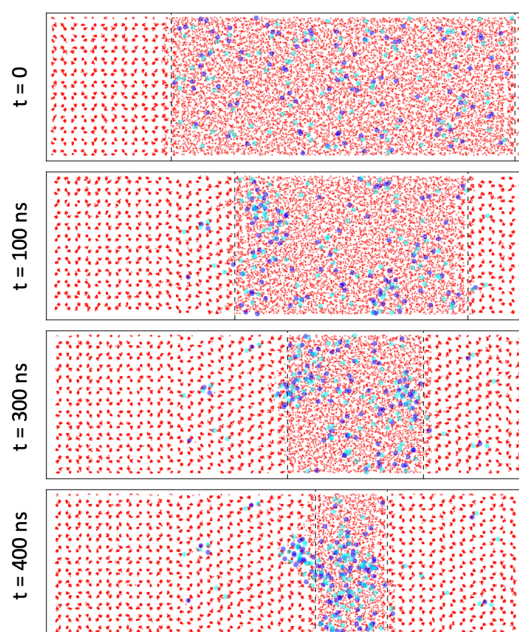 t = 0
t = 100 ns
t = 300 ns
t = 400 ns